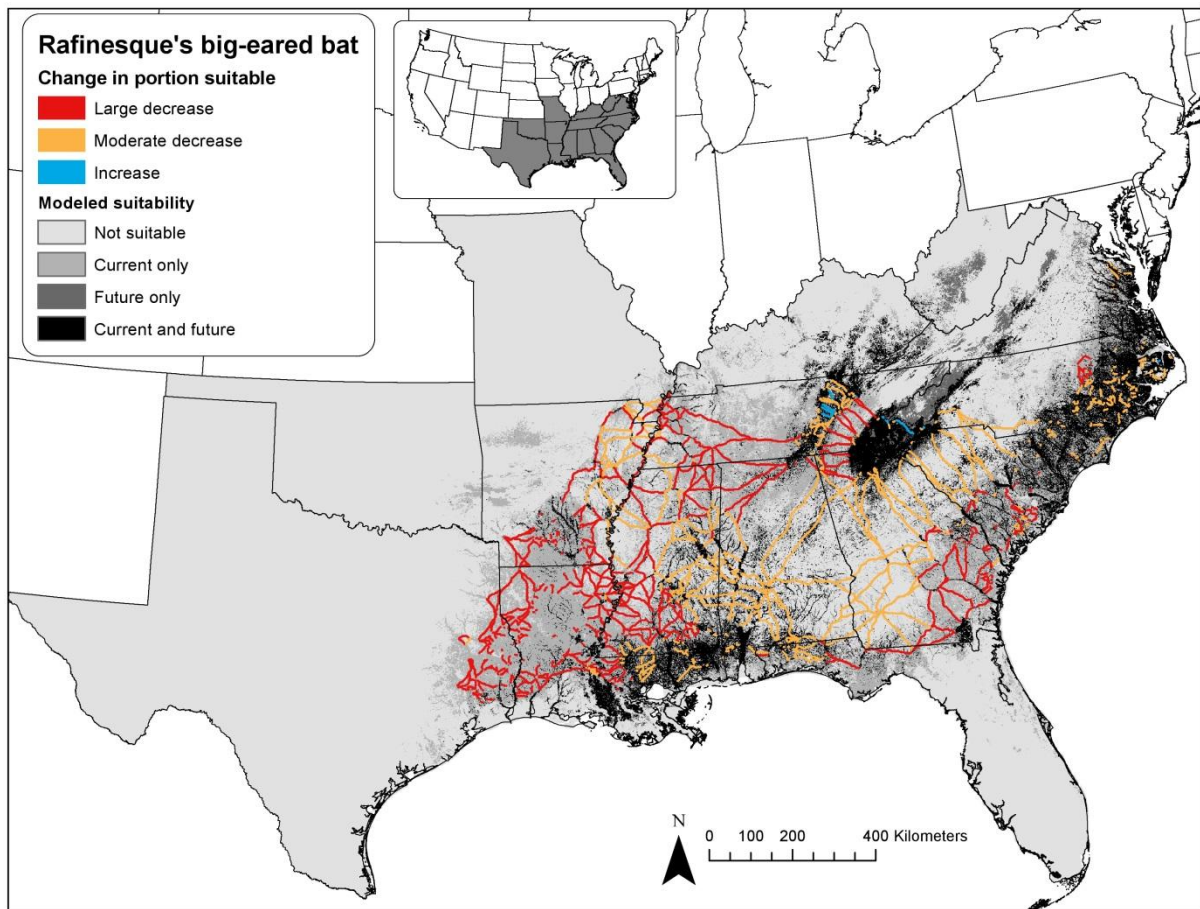 Rafinesque's big-eared bat
Change in portion suitable
Large decrease
Moderate decrease
Increase
Modeled suitability
Not suitable
Current only
Future only
Current and future
N
0 100 200 400 Kilometers